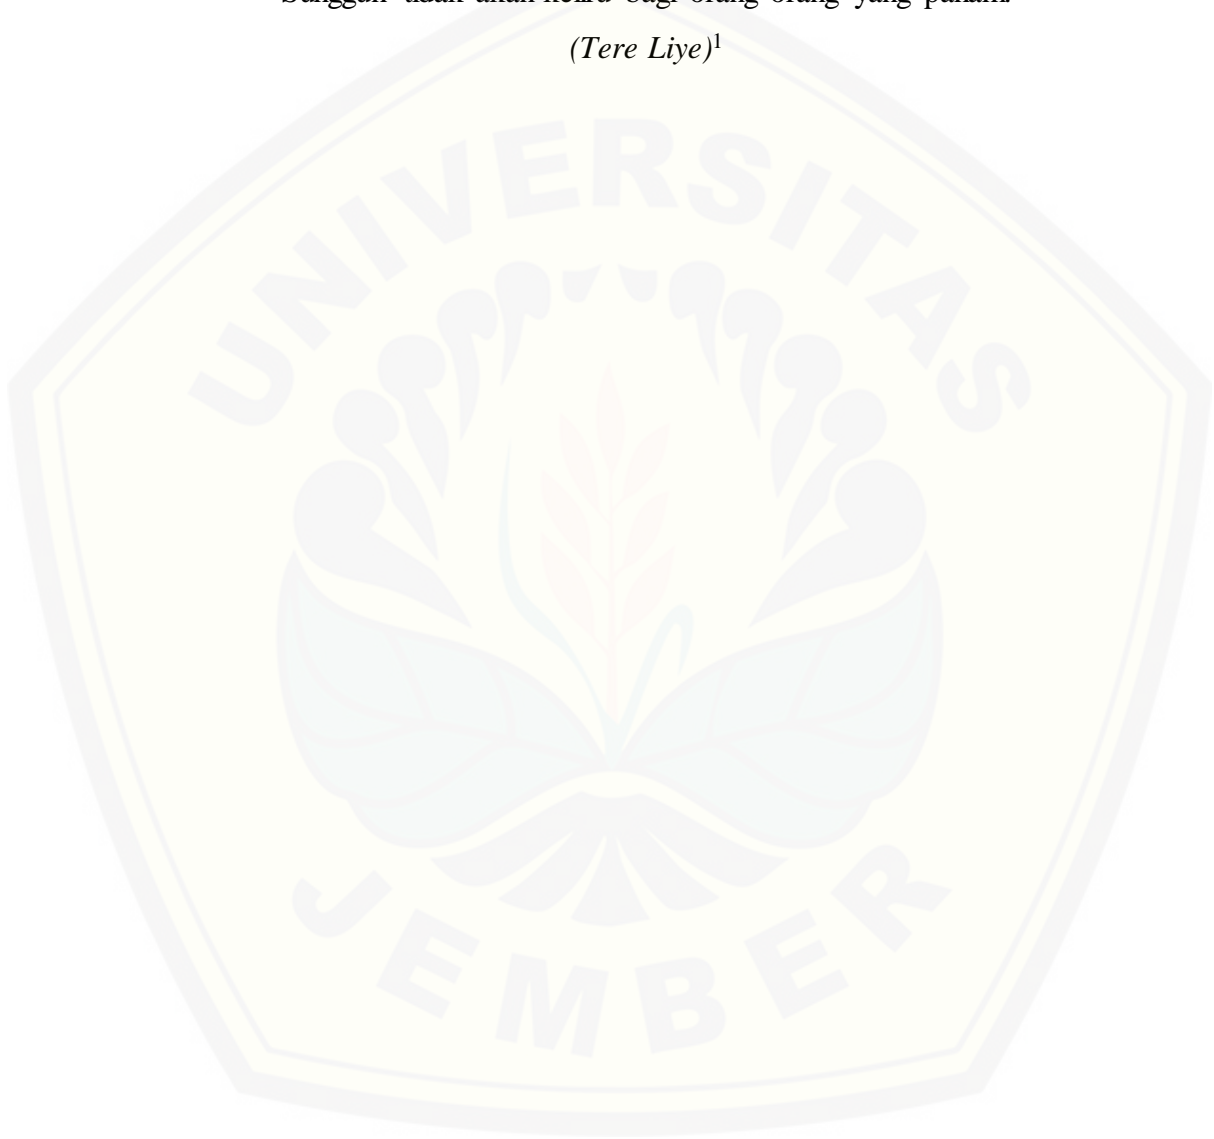 Sungguh tidak akan keliru bagi orang-orang yang paham.
(Tere Liye)¹
UNIVERSITAS
JEMBER